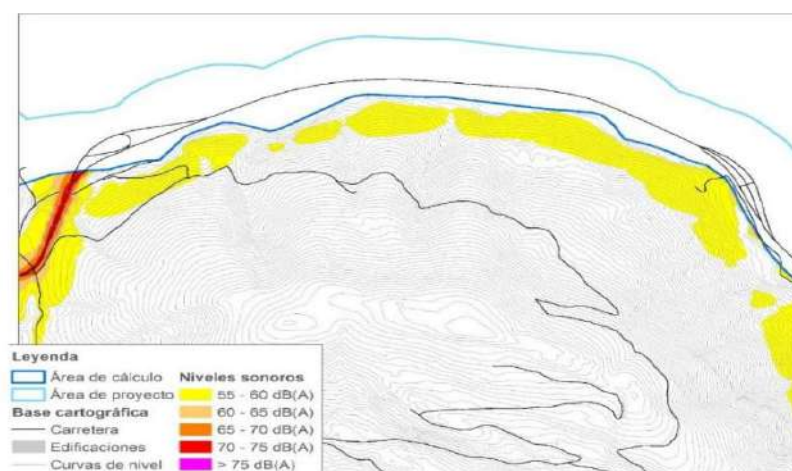 Leyenda
Área de cálculo
Área de proyecto
Base cartográfica
Carretera
Edificaciones
Curvas de nivel
Niveles sonoros
55 - 60 dB(A)
60 - 65 dB(A)
65 - 70 dB(A)
70 - 75 dB(A)
> 75 dB(A)